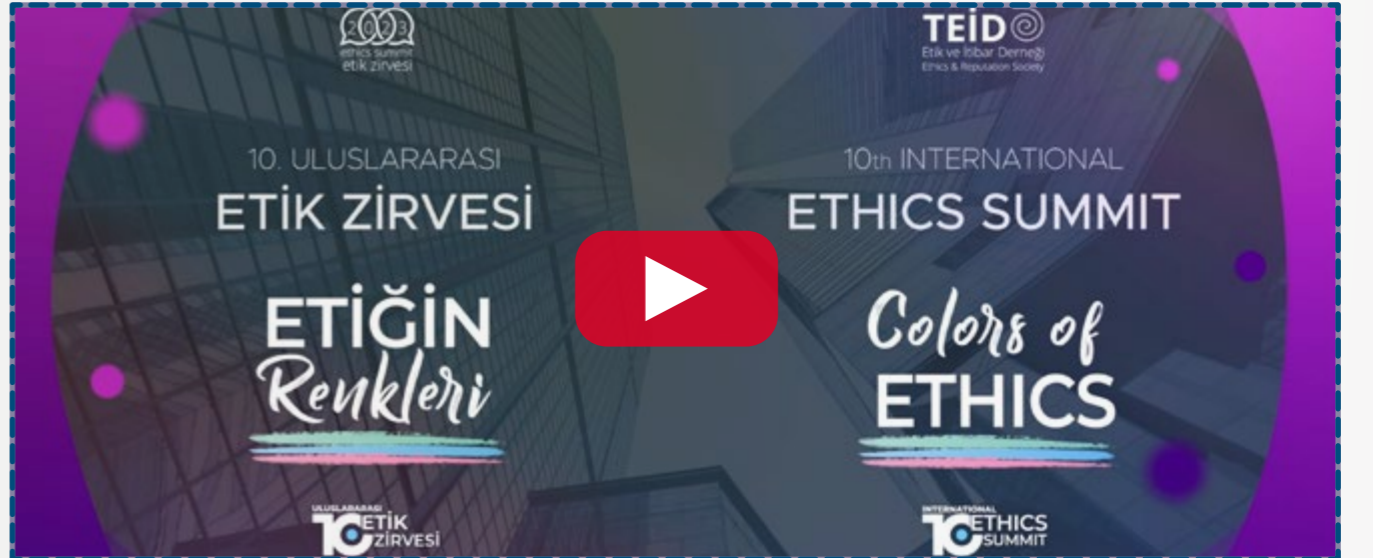 2023
ethics summit
etik zirvesi
10. ULUSLARARASI
ETİK ZİRVESİ
ETİĞİN
Renkleri
ULUSLARARASI
10 ETİK
ZİRVESİ
TEİD
Etik ve İtibar Derneği
Ethics & Reputation Society
10th INTERNATIONAL
ETHICS SUMMIT
Colors of
ETHICS
INTERNATIONAL
10 ETHICS
SUMMIT